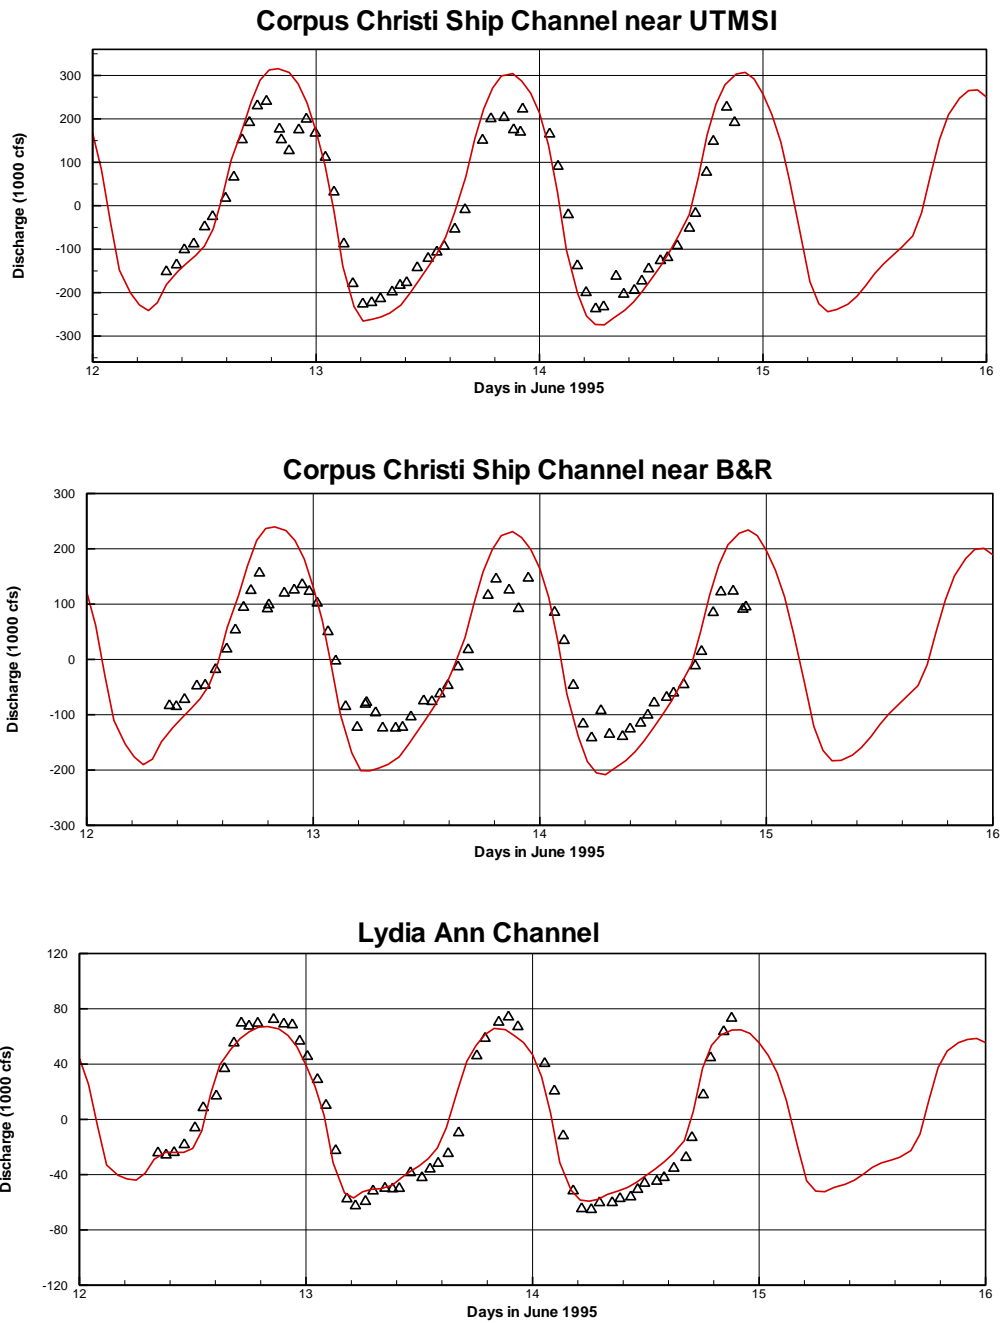 Corpus Christi Ship Channel near UTMSI
300
200
100
0
-100
-200
-300
Discharge (1000 cfs)
12 13 14 15 16
Days in June 1995
Corpus Christi Ship Channel near B&R
300
200
100
0
-100
-200
-300
Discharge (1000 cfs)
12 13 14 15 16
Days in June 1995
Lydia Ann Channel
120
80
40
0
-40
-80
-120
Discharge (1000 cfs)
12 13 14 15 16
Days in June 1995